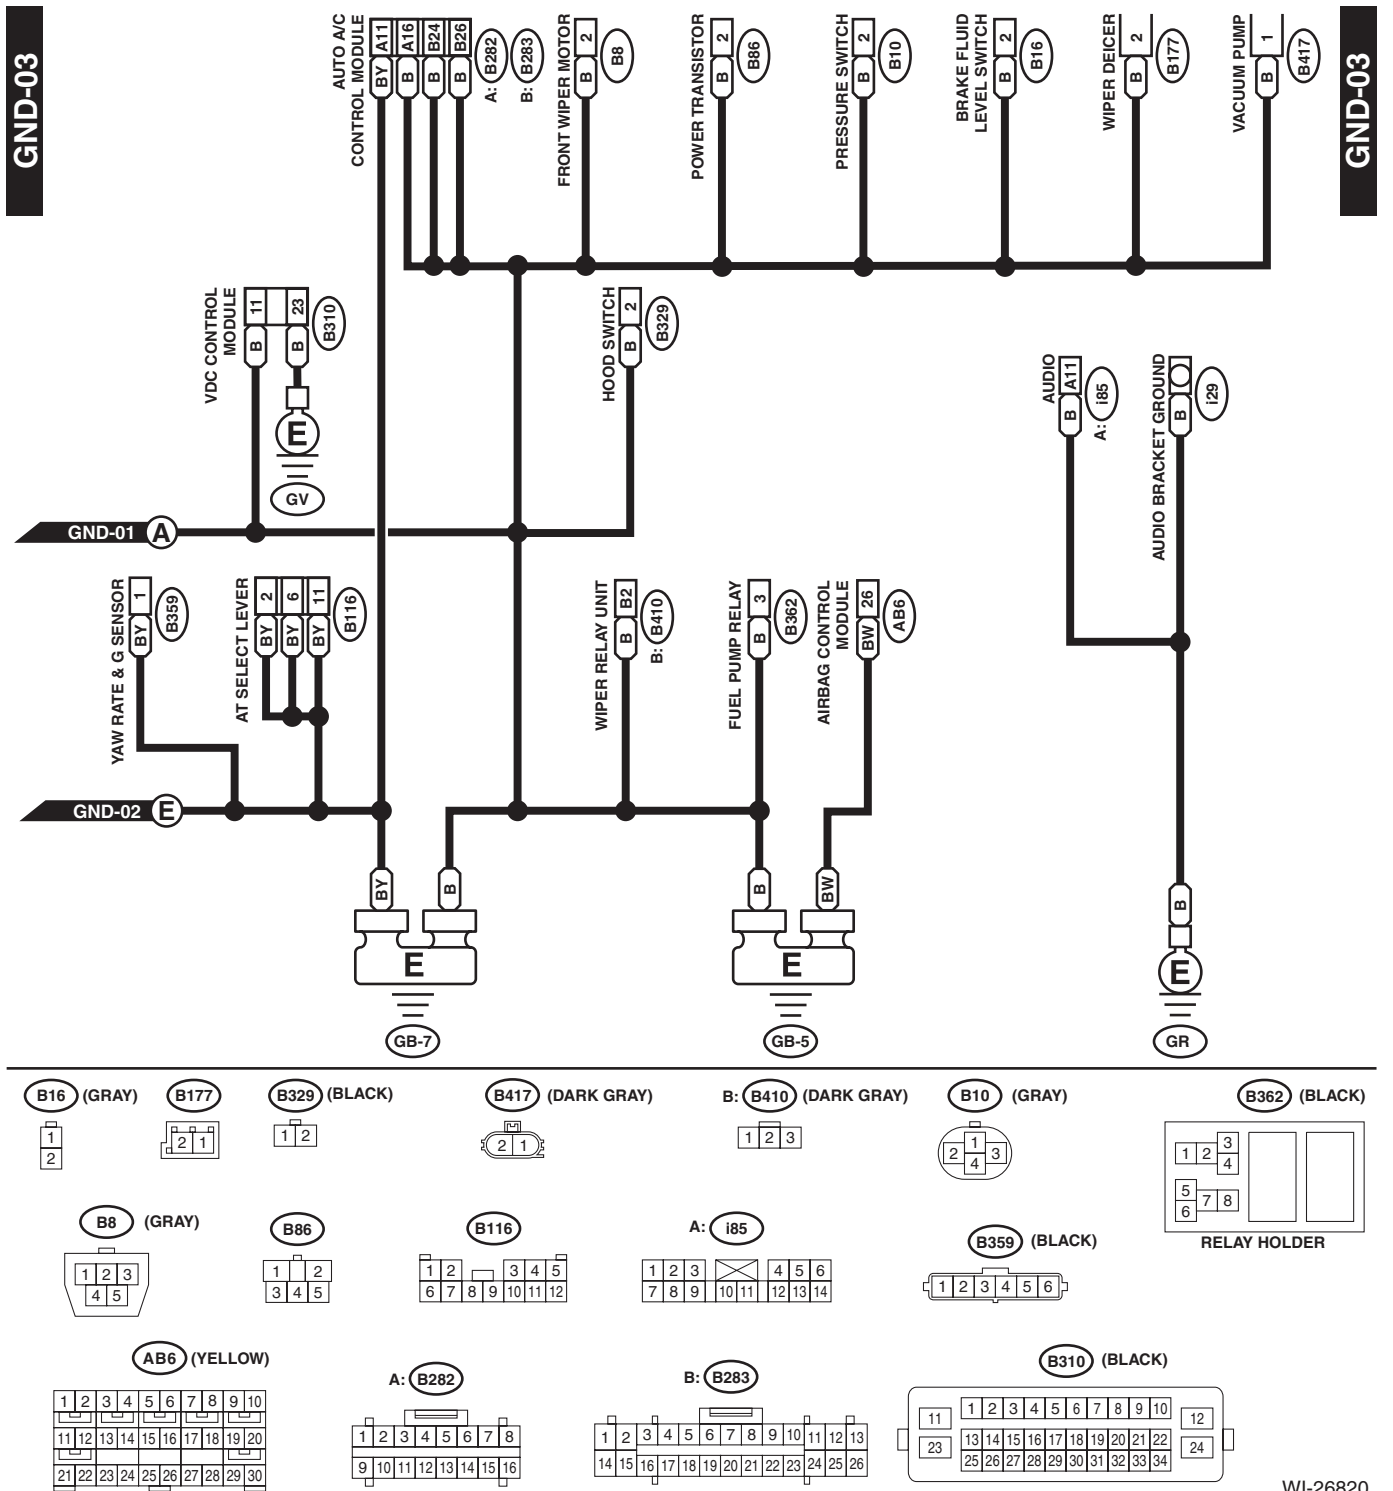 GND-03
GND-03
AUTO A/C
CONTROL MODULE
A11 A16 B24 B26
BY B B B
A: B282
B: B283
FRONT WIPER MOTOR
2
B
B8
POWER TRANSISTOR
2
B
B86
PRESSURE SWITCH
2
B
B10
BRAKE FLUID
LEVEL SWITCH
2
B
B16
WIPER DEICER
2
B
B177
VACUUM PUMP
1
B
B417
VDC CONTROL
MODULE
11 23
B B
B310
E
GV
HOOD SWITCH
2
B
B329
AUDIO
A11
B
A: i85
AUDIO BRACKET GROUND
B
i29
GND-01 A
YAW RATE & G SENSOR
1
BY
B359
AT SELECT LEVER
2 6 11
BY BY BY
B116
WIPER RELAY UNIT
B2
B
B: B410
FUEL PUMP RELAY
3
B
B362
AIRBAG CONTROL
MODULE
26
BW
AB6
GND-02 E
BY B
E
GB-7
B BW
E
GB-5
B
E
GR
B16 (GRAY)
1
2
B177
2 1
B329 (BLACK)
1 2
B417 (DARK GRAY)
2 1
B: B410 (DARK GRAY)
1 2 3
B10 (GRAY)
1
2 3
4
B362 (BLACK)
1 2 3
4
5
6 7 8
RELAY HOLDER
B8 (GRAY)
1 2 3
4 5
B86
1 2
3 4 5
B116
1 2 3 4 5
6 7 8 9 10 11 12
A: i85
1 2 3 4 5 6
7 8 9 10 11 12 13 14
B359 (BLACK)
1 2 3 4 5 6
AB6 (YELLOW)
1 2 3 4 5 6 7 8 9 10
11 12 13 14 15 16 17 18 19 20
21 22 23 24 25 26 27 28 29 30
A: B282
1 2 3 4 5 6 7 8
9 10 11 12 13 14 15 16
B: B283
1 2 3 4 5 6 7 8 9 10 11 12 13
14 15 16 17 18 19 20 21 22 23 24 25 26
B310 (BLACK)
11 1 2 3 4 5 6 7 8 9 10 12
23 13 14 15 16 17 18 19 20 21 22 24
25 26 27 28 29 30 31 32 33 34
WI-26820